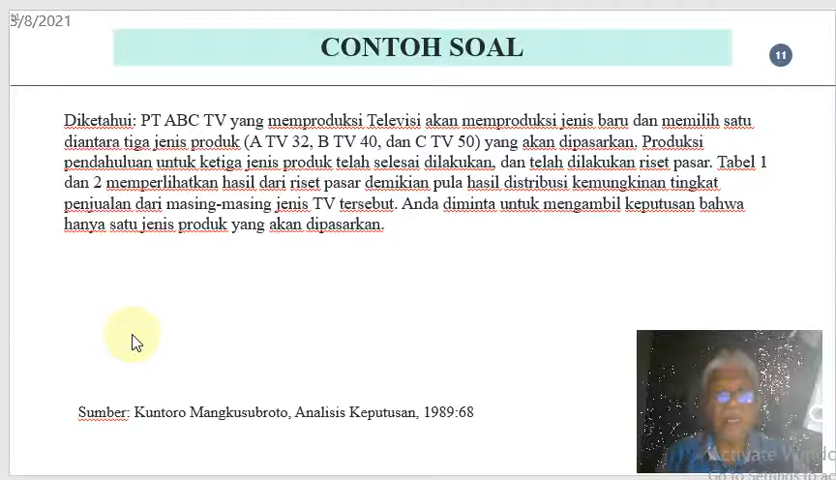 3/8/2021
CONTOH SOAL
11
Diketahui: PT ABC TV yang memproduksi Televisi akan memproduksi jenis baru dan memilih satu
diantara tiga jenis produk (A TV 32, B TV 40, dan C TV 50) yang akan dipasarkan. Produksi
pendahuluan untuk ketiga jenis produk telah selesai dilakukan, dan telah dilakukan riset pasar. Tabel 1
dan 2 memperlihatkan hasil dari riset pasar demikian pula hasil distribusi kemungkinan tingkat
penjualan dari masing-masing jenis TV tersebut. Anda diminta untuk mengambil keputusan bahwa
hanya satu jenis produk yang akan dipasarkan.
Sumber: Kuntoro Mangkusubroto, Analisis Keputusan, 1989:68
Activate Windo
Go to Settings to ac